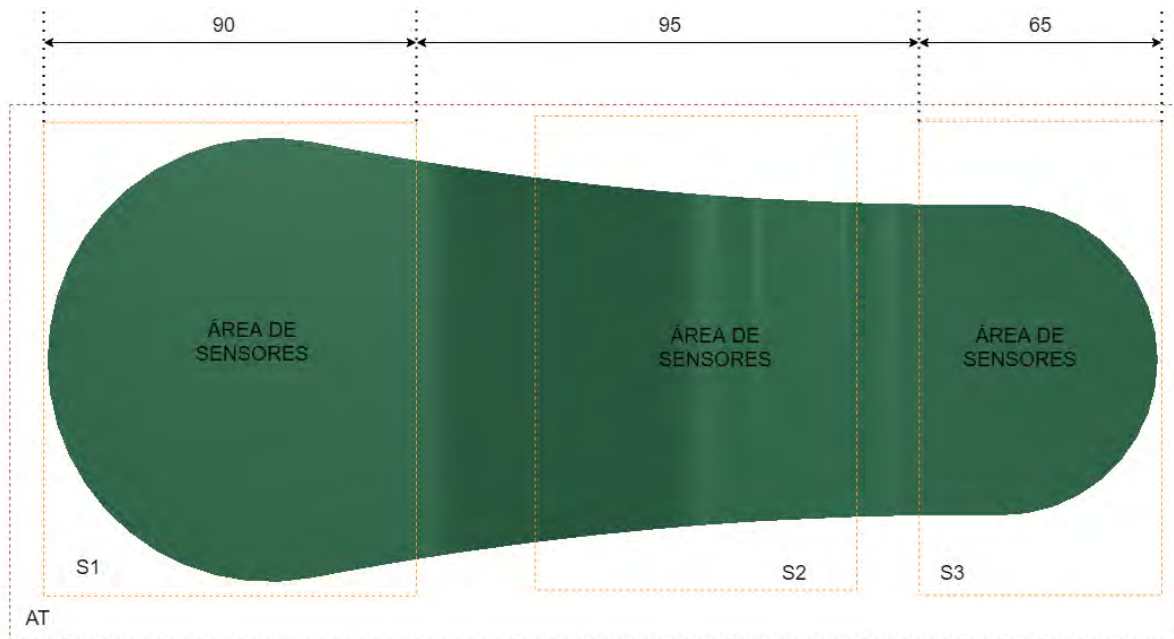 90
95
65
ÁREA DE
SENSORES
ÁREA DE
SENSORES
ÁREA DE
SENSORES
S1
S2
S3
AT